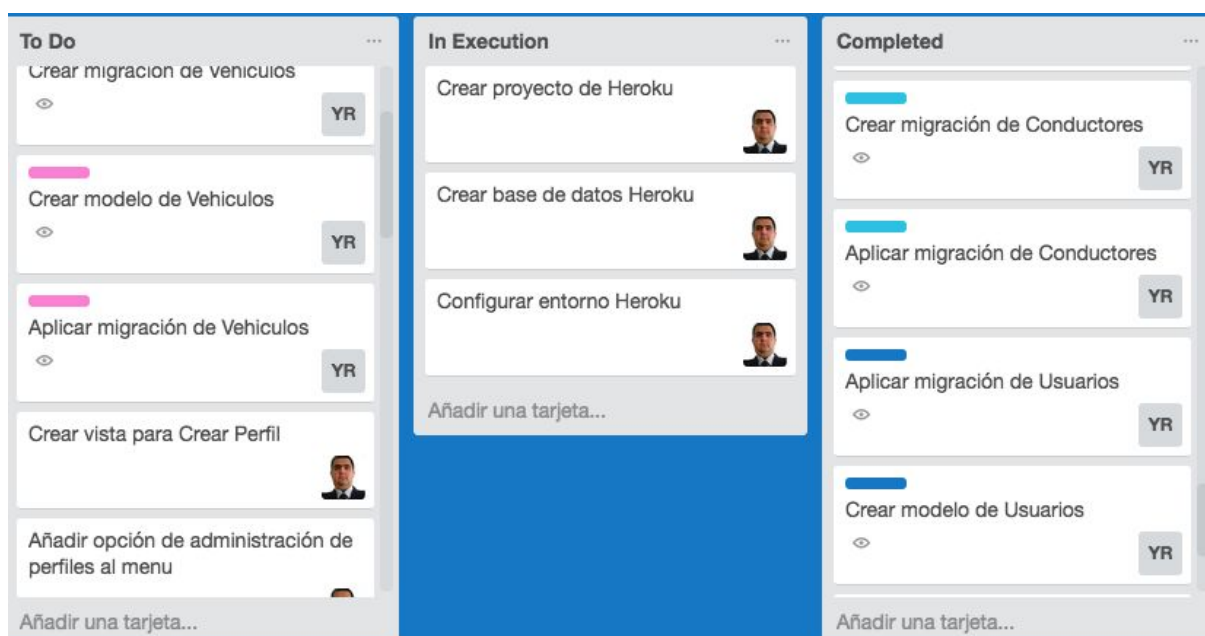 To Do
Crear migración de Vehiculos
YR
Crear modelo de Vehiculos
YR
Aplicar migración de Vehiculos
YR
Crear vista para Crear Perfil
Añadir opción de administración de
perfiles al menu
Añadir una tarjeta...
In Execution
Crear proyecto de Heroku
Crear base de datos Heroku
Configurar entorno Heroku
Añadir una tarjeta...
Completed
Crear migración de Conductores
YR
Aplicar migración de Conductores
YR
Aplicar migración de Usuarios
YR
Crear modelo de Usuarios
YR
Añadir una tarjeta...